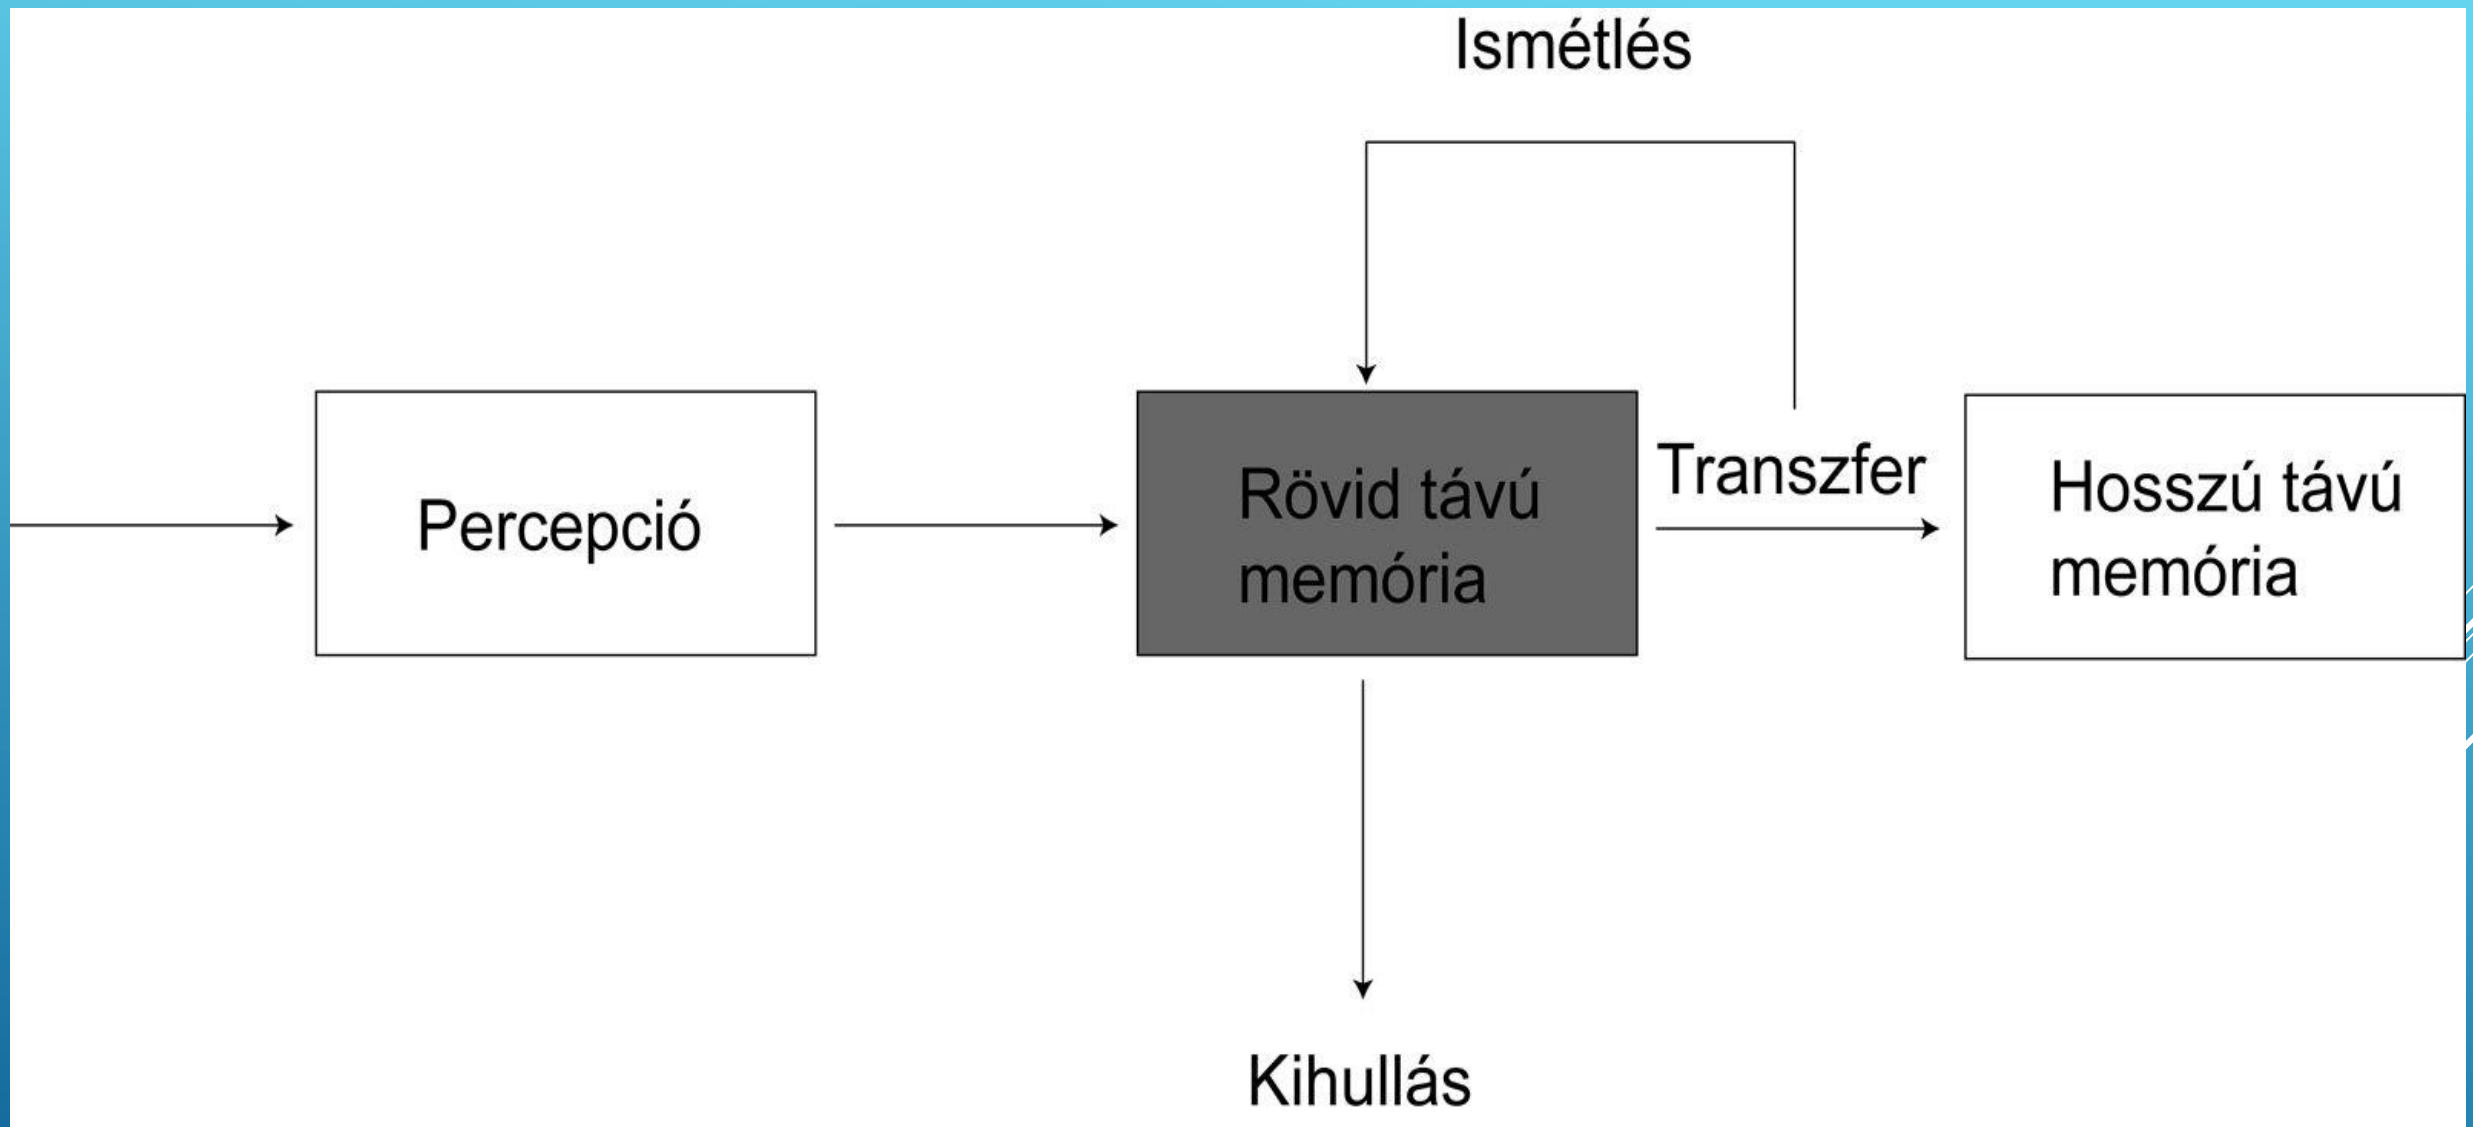 Ismétlés
Percepció
Rövid távú
memória
Transzfer
Hosszú távú
memória
Kihullás